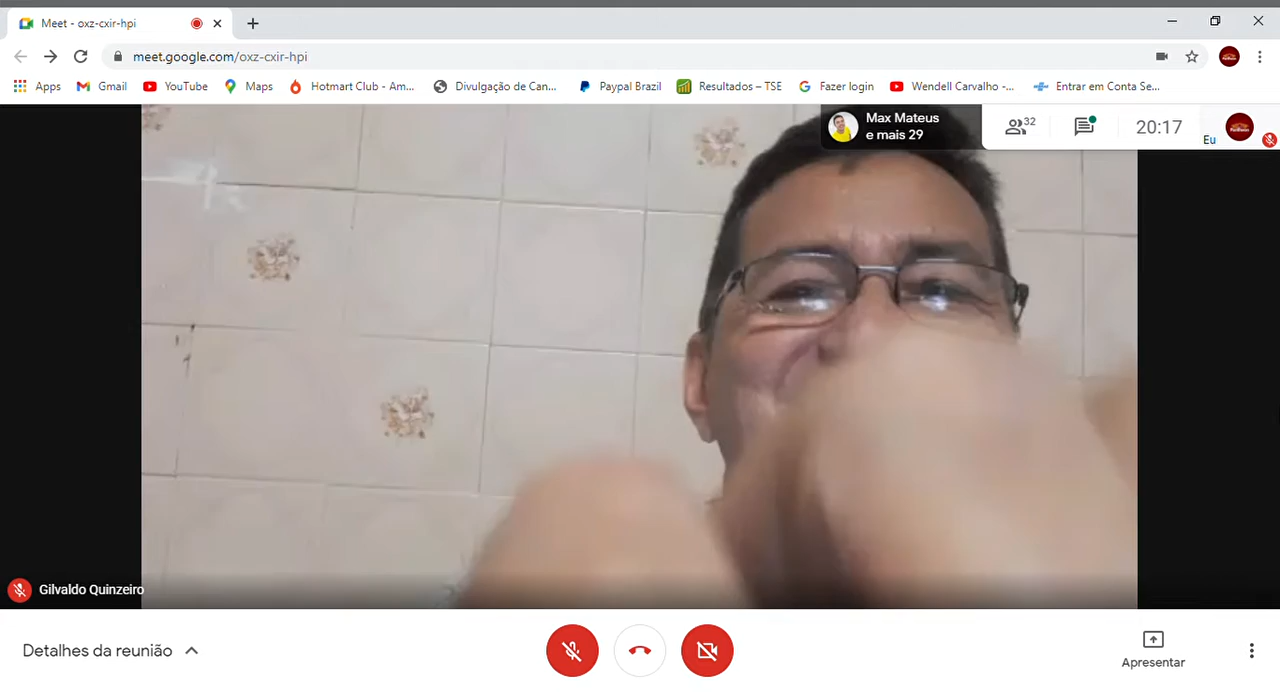 Meet - oxz-cxir-hpi
meet.google.com/oxz-cxir-hpi
Apps Gmail YouTube Maps Hotmart Club - Am... Divulgação de Can... Paypal Brazil Resultados – TSE Fazer login Wendell Carvalho -... Entrar em Conta Se...
Max Mateus
e mais 29
32
20:17
Eu
Gilvaldo Quinzeiro
Detalhes da reunião
Apresentar